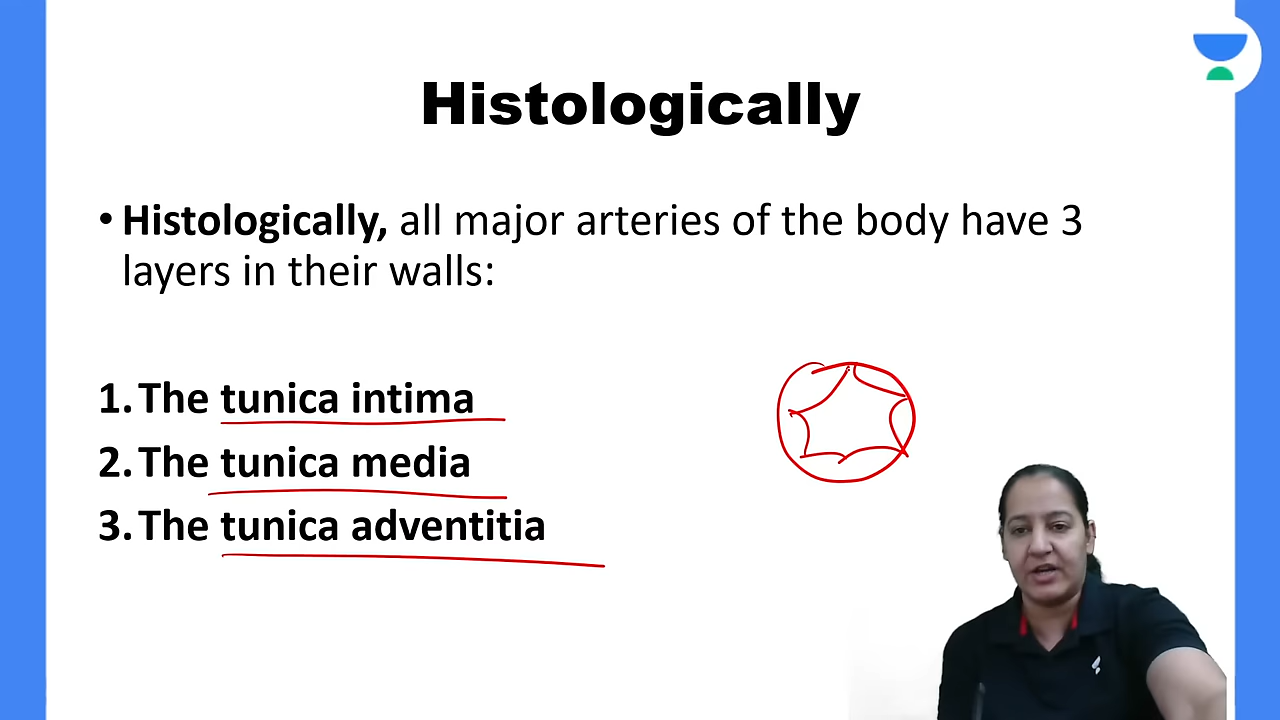 Histologically
• Histologically, all major arteries of the body have 3
layers in their walls:
1. The tunica intima
2. The tunica media
3. The tunica adventitia